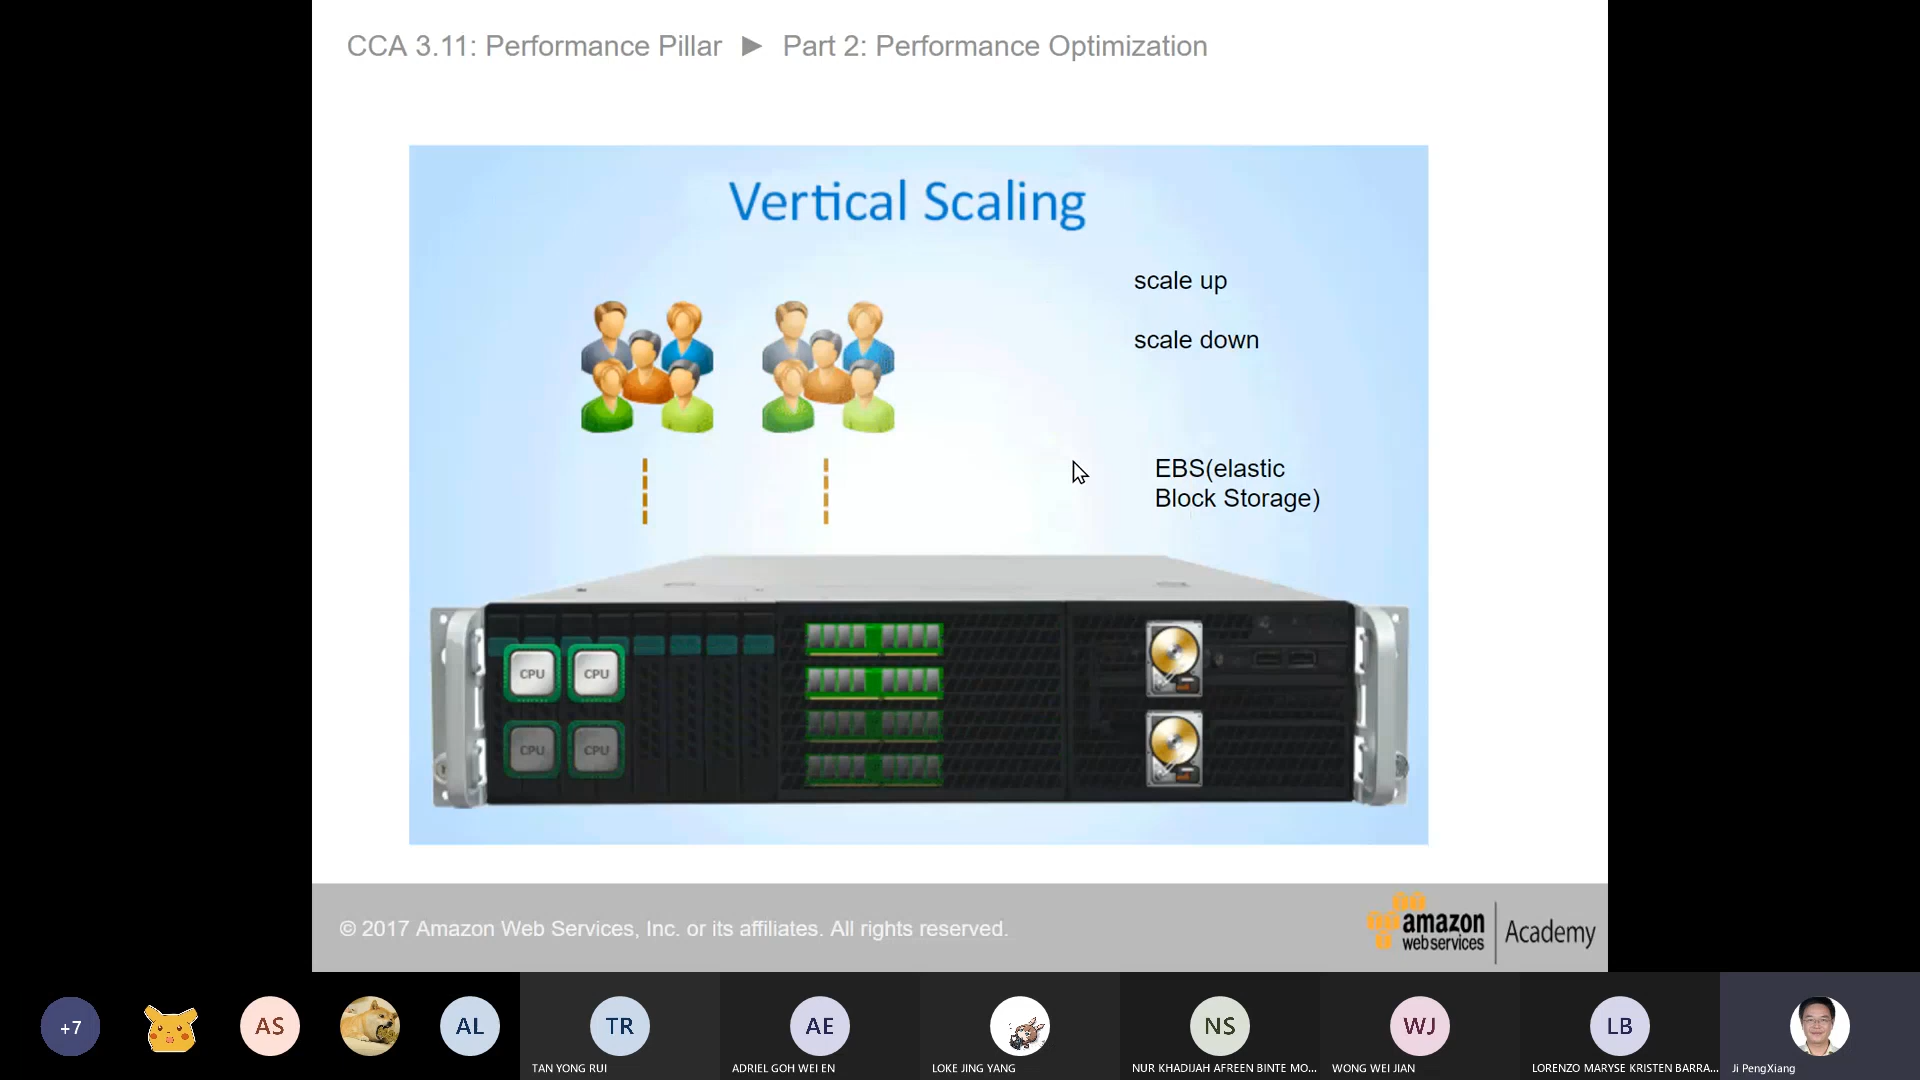 CCA 3.11: Performance Pillar ► Part 2: Performance Optimization
Vertical Scaling
scale up
scale down
EBS(elastic
Block Storage)
CPU CPU
CPU CPU
© 2017 Amazon Web Services, Inc. or its affiliates. All rights reserved.
amazon
webservices
Academy
+7 AS AL TR AE NS WJ LB
TAN YONG RUI ADRIEL GOH WEI EN LOKE JING YANG NUR KHADIJAH AFREEN BINTE MO... WONG WEI JIAN LORENZO MARYSE KRISTEN BARRA... Ji PengXiang